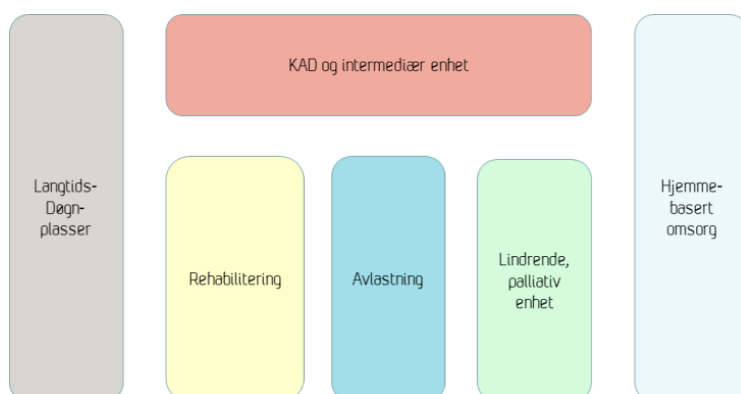 KAD og intermediær enhet
Langtids-
Døgn-
plasser
Rehabilitering
Avlastning
Lindrende,
palliativ
enhet
Hjemme-
basert
omsorg